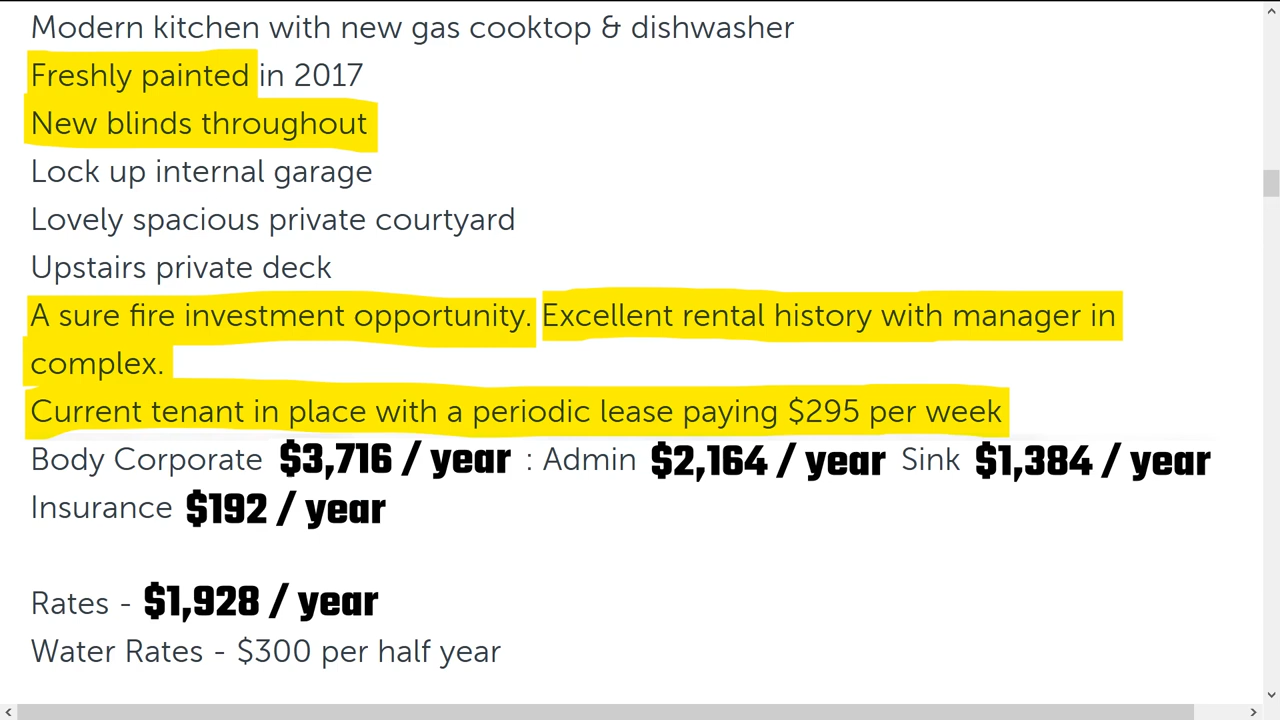 Modern kitchen with new gas cooktop & dishwasher
Freshly painted in 2017
New blinds throughout
Lock up internal garage
Lovely spacious private courtyard
Upstairs private deck
A sure fire investment opportunity. Excellent rental history with manager in
complex.
Current tenant in place with a periodic lease paying $295 per week
Body Corporate $3,716 / year : Admin $2,164 / year Sink $1,384 / year
Insurance $192 / year
Rates - $1,928 / year
Water Rates - $300 per half year